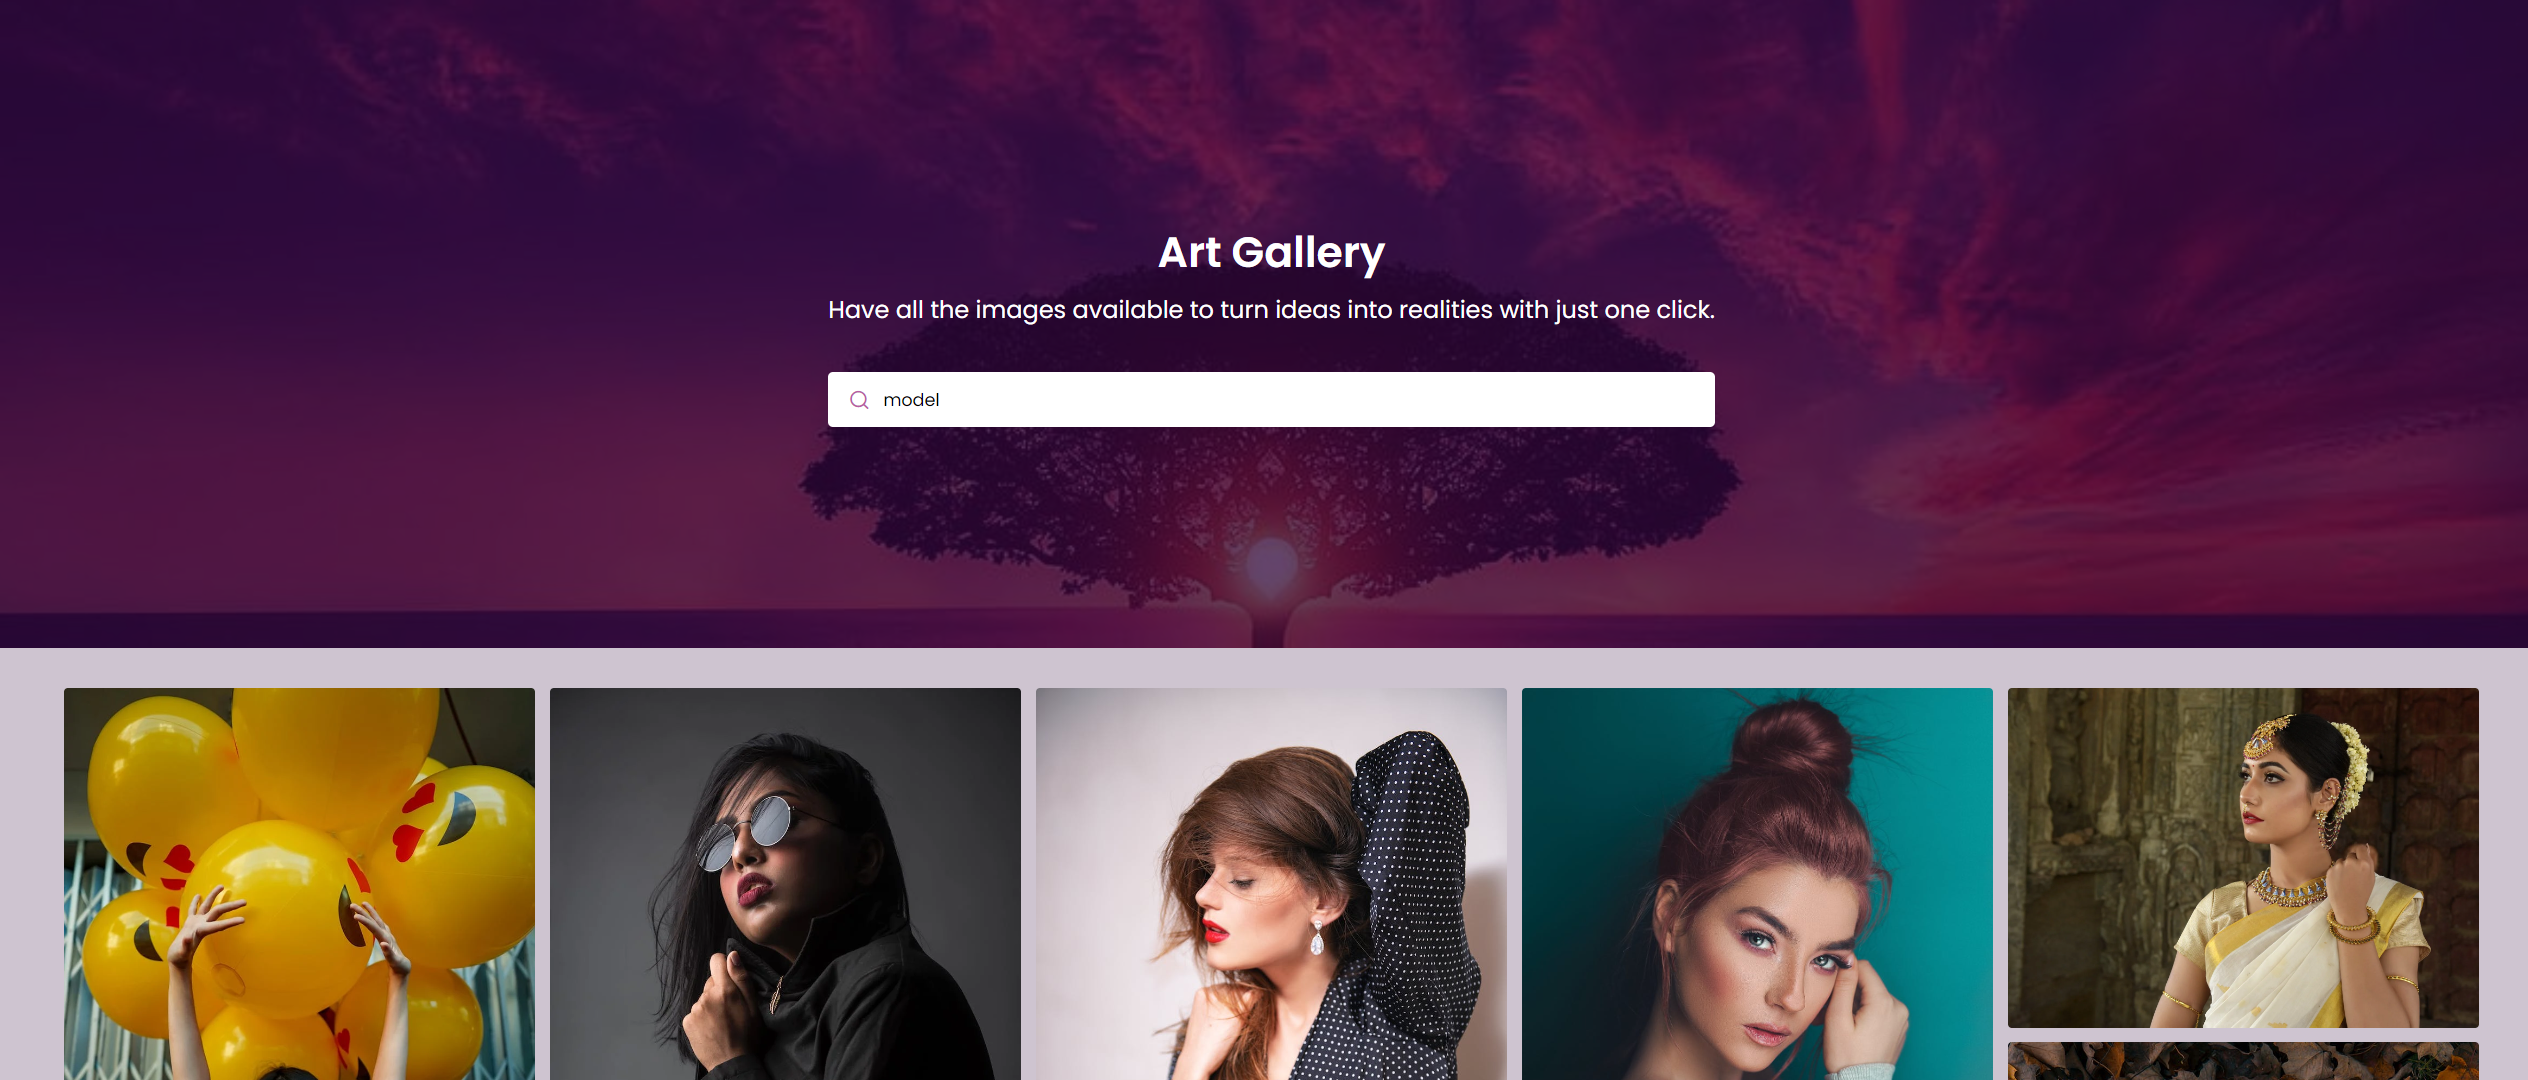 Art Gallery
Have all the images available to turn ideas into realities with just one click.
model